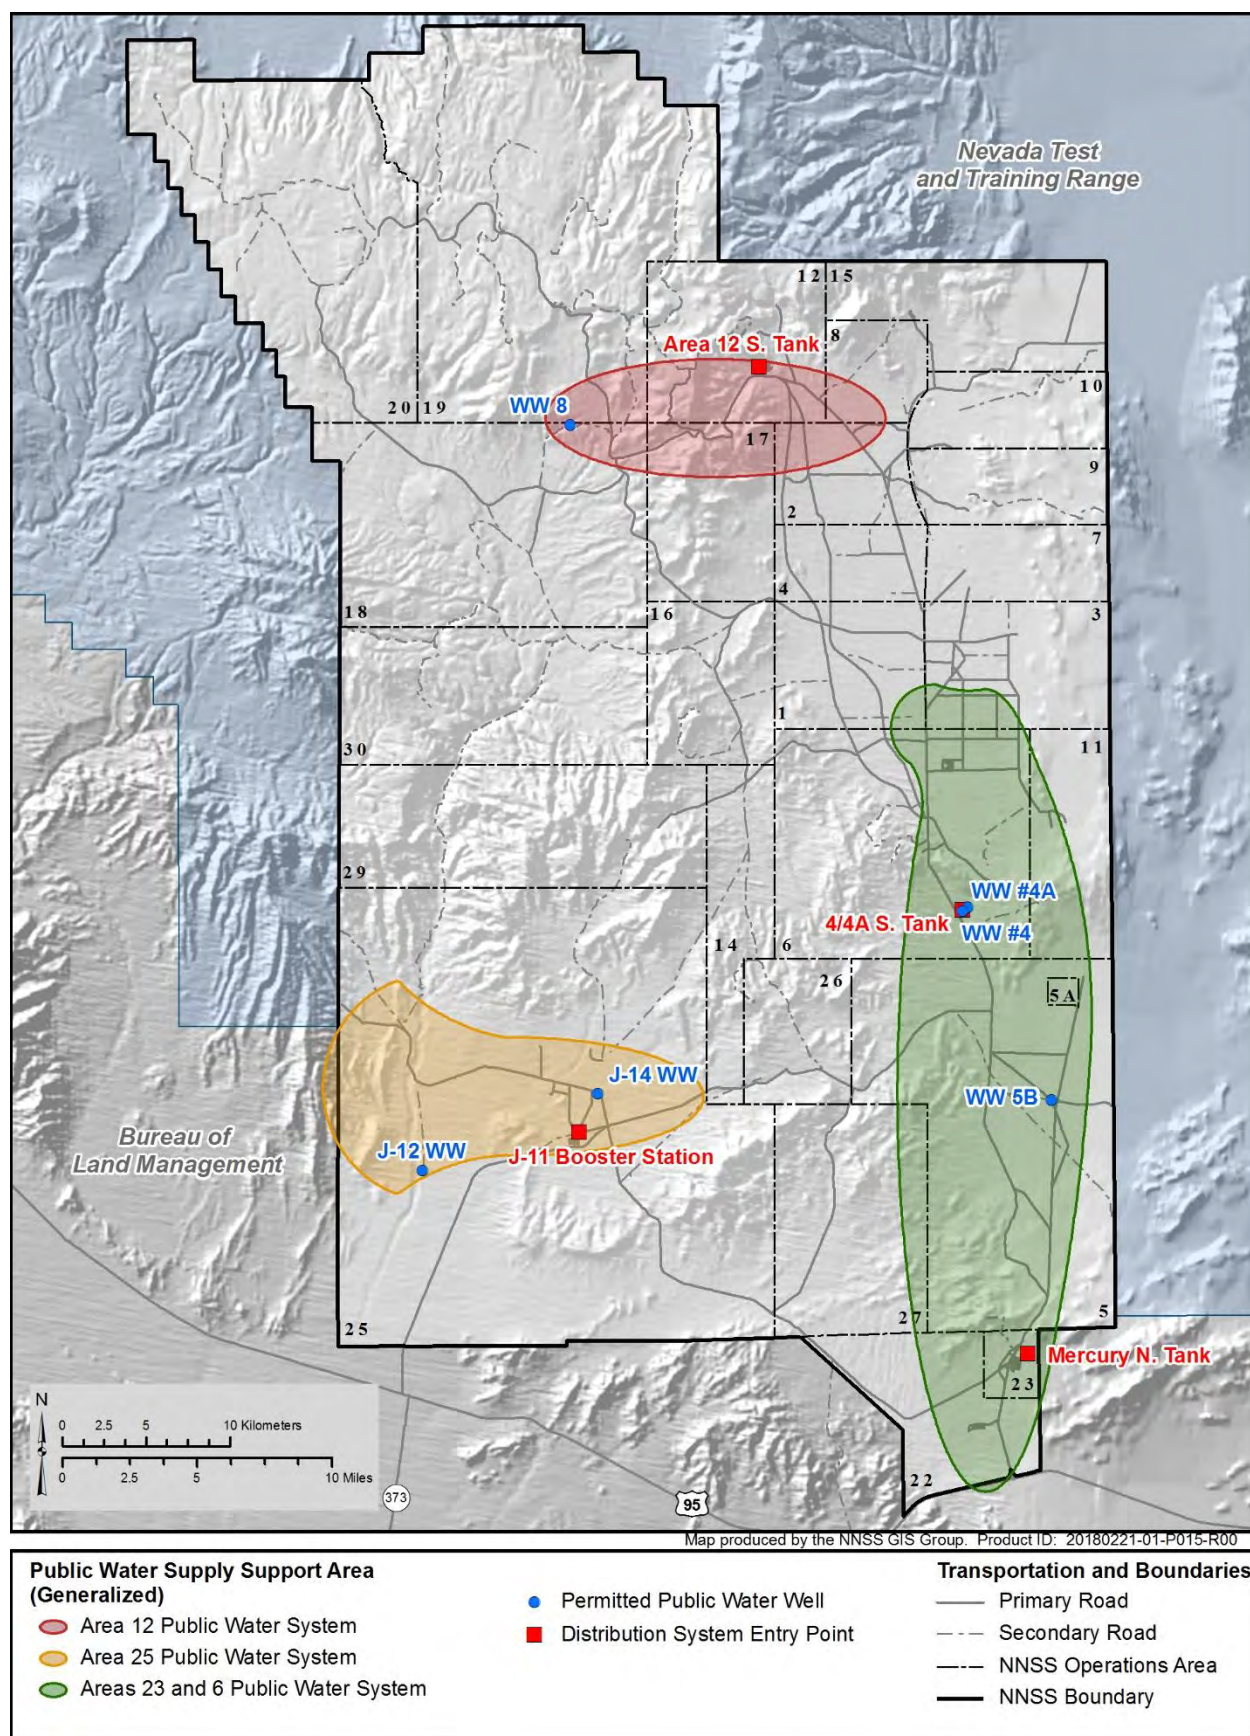 Nevada Test
and Training Range
12 15
8
Area 12 S. Tank
10
20 19
WW 8
17
9
2
7
4
18
16
3
1
30
11
29
WW #4A
4/4A S. Tank
WW #4
14
6
26
5A
J-14 WW
WW 5B
Bureau of
Land Management
J-12 WW
J-11 Booster Station
25
27
5
Mercury N. Tank
23
N
0 2.5 5 10 Kilometers
0 2.5 5 10 Miles
373
95
22
Map produced by the NNSS GIS Group. Product ID: 20180221-01-P015-R00
Public Water Supply Support Area
(Generalized)
Area 12 Public Water System
Area 25 Public Water System
Areas 23 and 6 Public Water System
Permitted Public Water Well
Distribution System Entry Point
Transportation and Boundaries
Primary Road
Secondary Road
NNSS Operations Area
NNSS Boundary